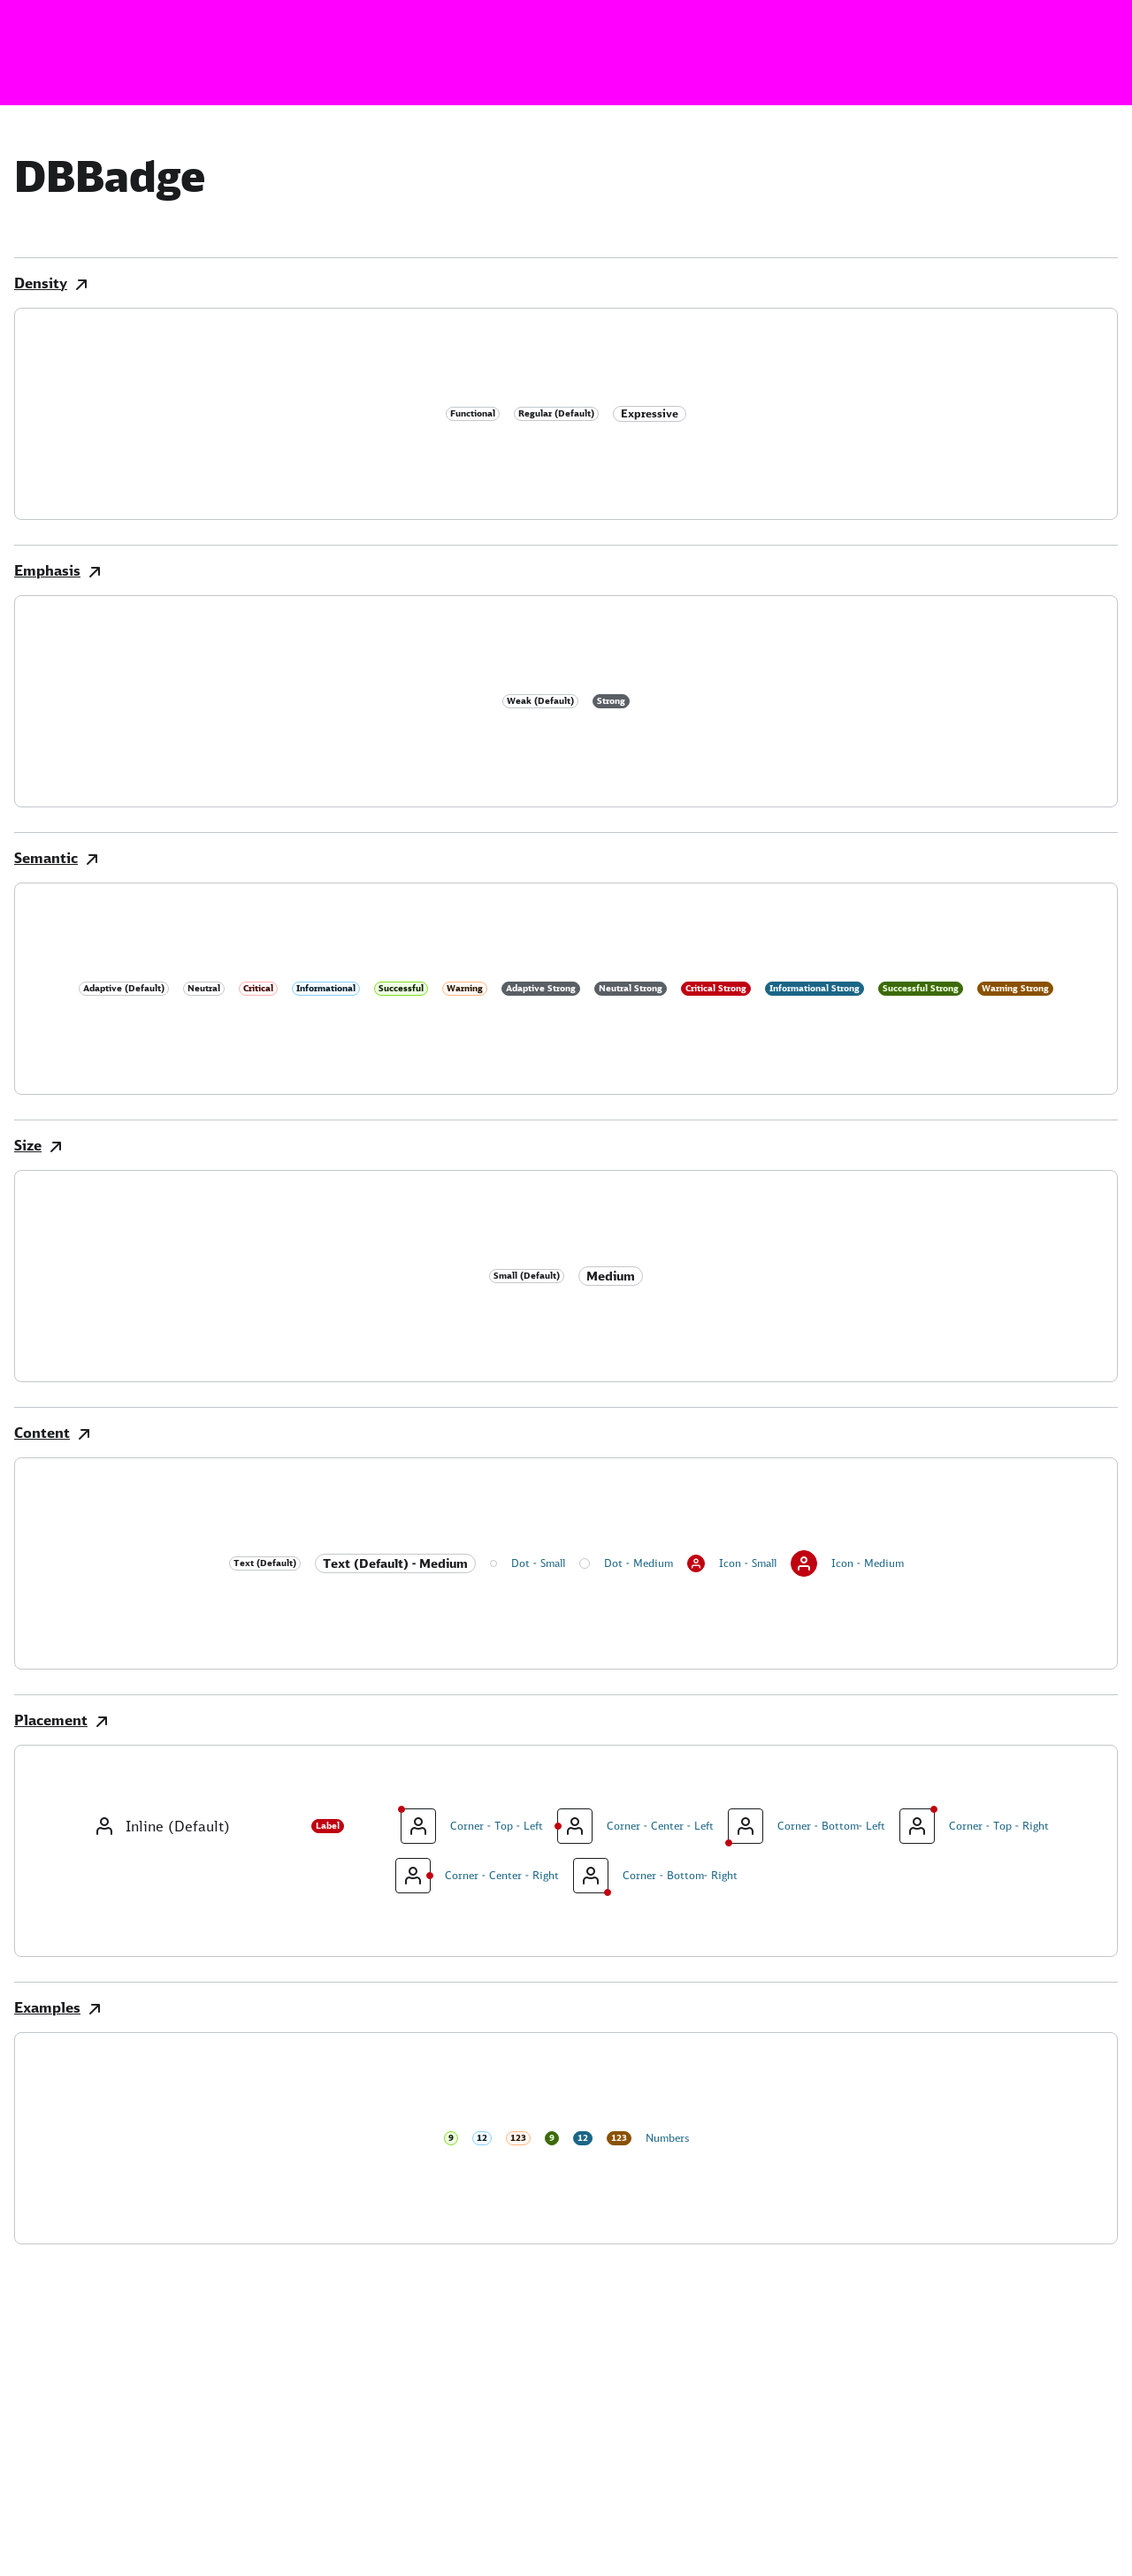 DBBadge
Density
Functional Regular (Default) Expressive
Emphasis
Weak (Default) Strong
Semantic
Adaptive (Default) Neutral Critical Informational Successful Warning Adaptive Strong Neutral Strong Critical Strong Informational Strong Successful Strong Warning Strong
Size
Small (Default) Medium
Content
Text (Default) Text (Default) - Medium Dot - Small Dot - Medium Icon - Small Icon - Medium
Placement
Inline (Default) Label Corner - Top - Left Corner - Center - Left Corner - Bottom- Left Corner - Top - Right
Corner - Center - Right Corner - Bottom- Right
Examples
9 12 123 9 12 123 Numbers